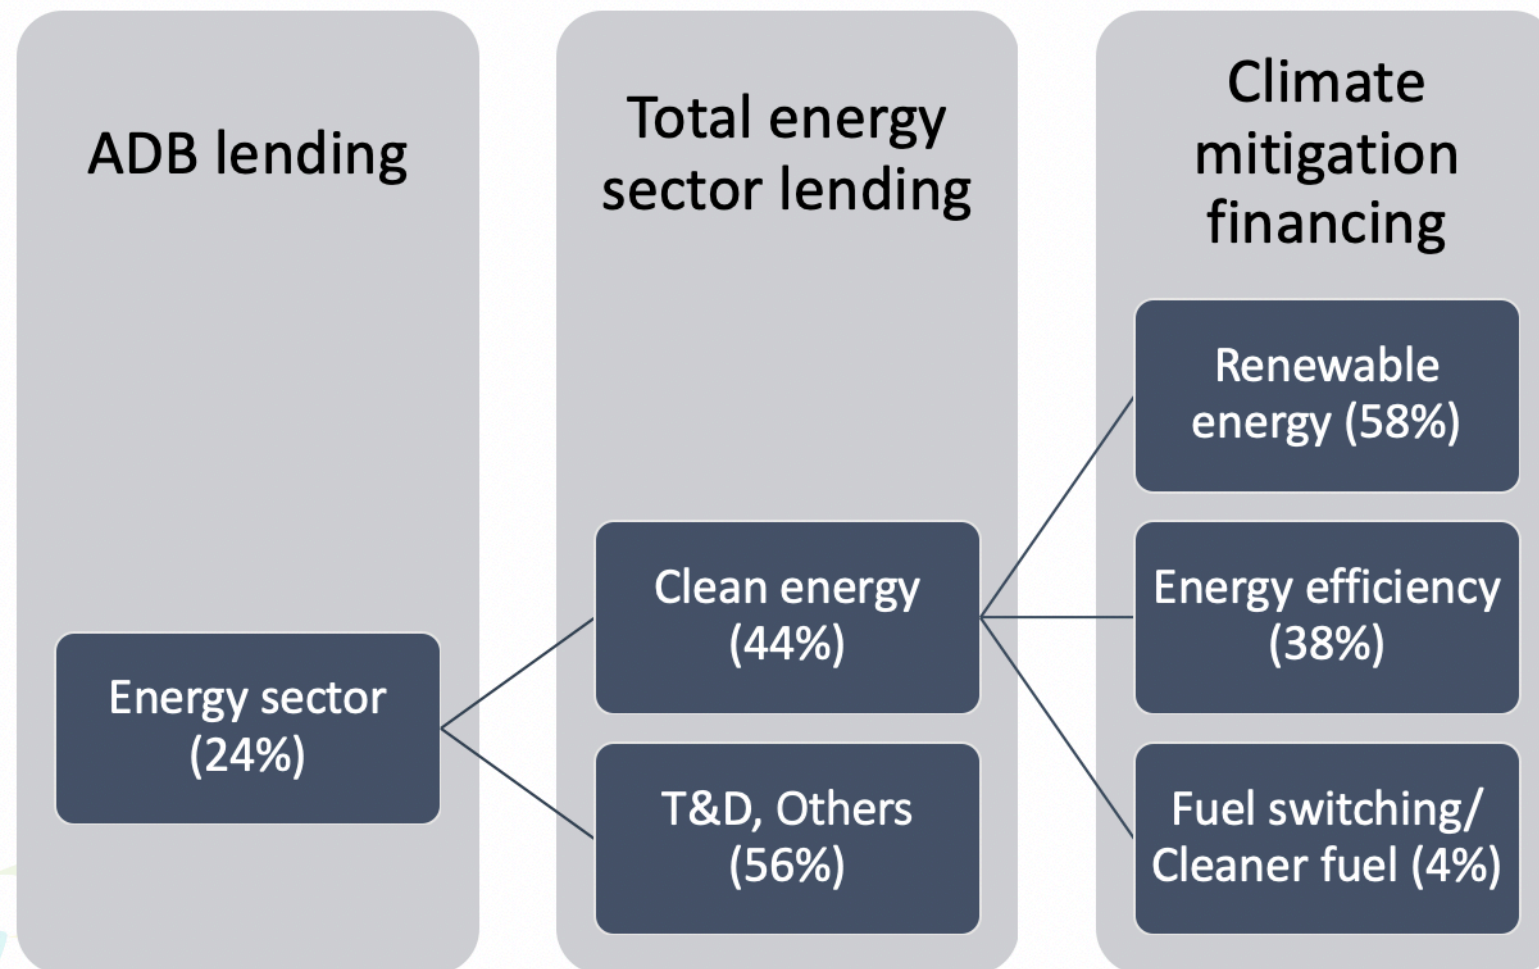 ADB lending
Energy sector
(24%)
Total energy
sector lending
Clean energy
(44%)
T&D, Others
(56%)
Climate
mitigation
financing
Renewable
energy (58%)
Energy efficiency
(38%)
Fuel switching/
Cleaner fuel (4%)